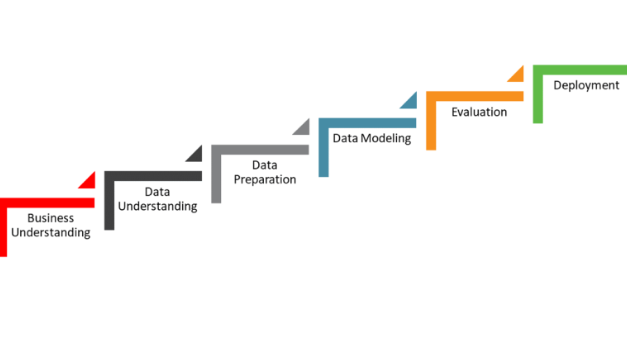 Business
Understanding
Data
Understanding
Data
Preparation
Data Modeling
Evaluation
Deployment